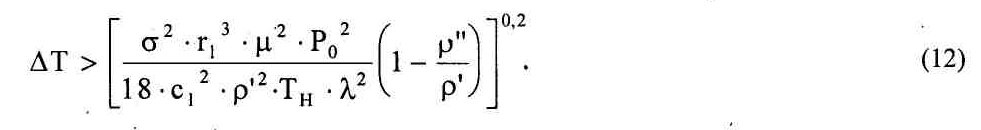 ΔT > [ (σ² · r₁³ · μ² · P₀²) / (18 · c₁² · ρ'² · T_H · λ²) (1 − ρ'' / ρ') ]^0,2 . (12)